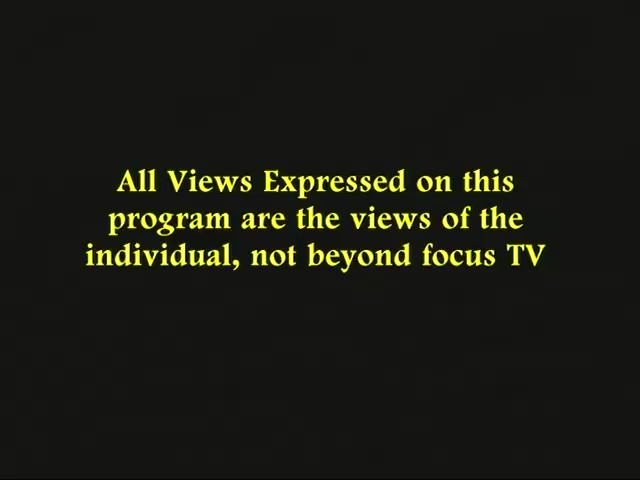 All Views Expressed on this
program are the views of the
individual, not beyond focus TV